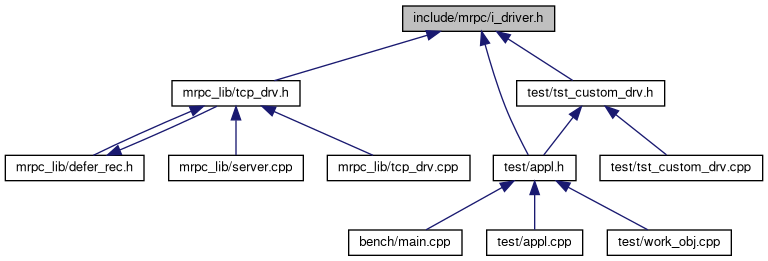 include/mrpc/i_driver.h
mrpc_lib/tcp_drv.h
test/tst_custom_drv.h
mrpc_lib/defer_rec.h
mrpc_lib/server.cpp
mrpc_lib/tcp_drv.cpp
test/appl.h
test/tst_custom_drv.cpp
bench/main.cpp
test/appl.cpp
test/work_obj.cpp